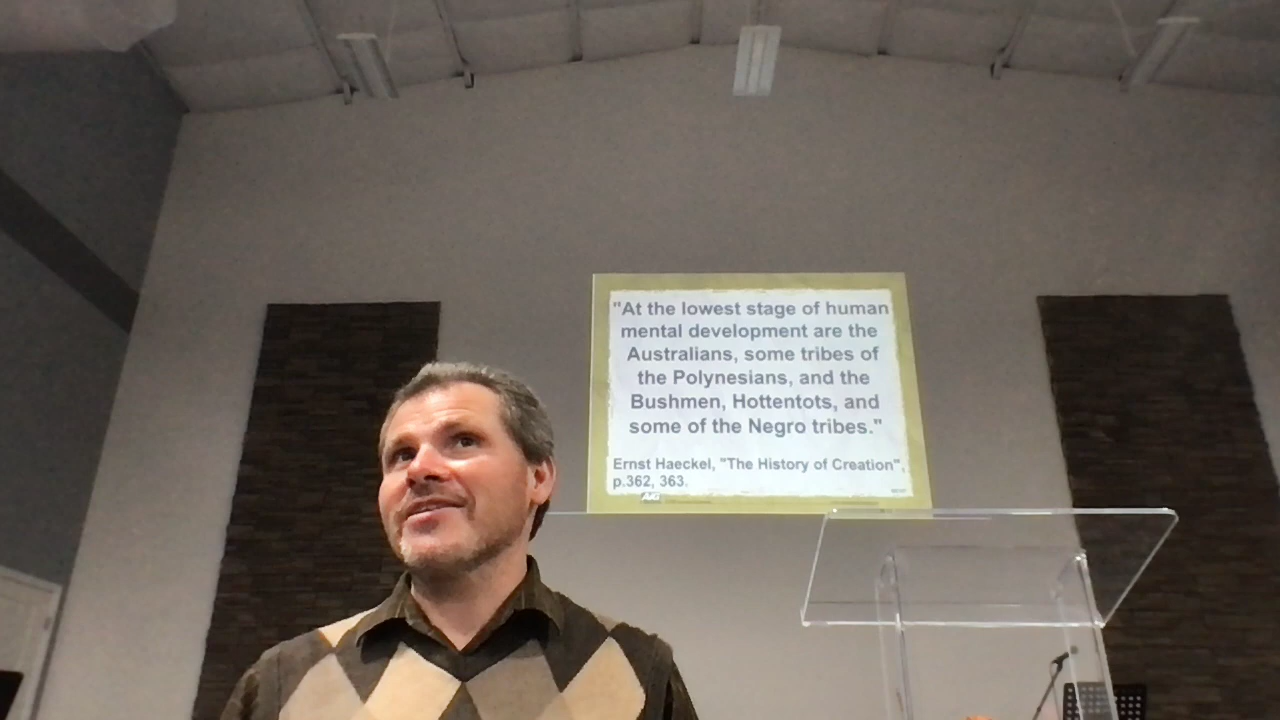 "At the lowest stage of human
mental development are the
Australians, some tribes of
the Polynesians, and the
Bushmen, Hottentots, and
some of the Negro tribes."
Ernst Haeckel, "The History of Creation",
p.362, 363.
AiG